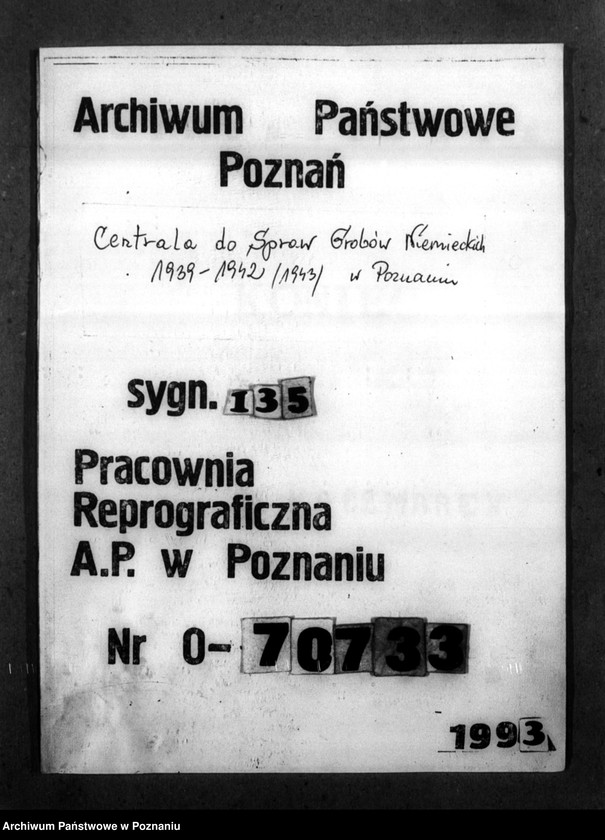 Archiwum Państwowe
Poznań
Centrala do Spraw Grobów Niemieckich
1939-1942 /1943/ w Poznaniu
sygn. 135
Pracownia
Reprograficzna
A.P. w Poznaniu
Nr O-70733
1993
Archiwum Państwowe w Poznaniu